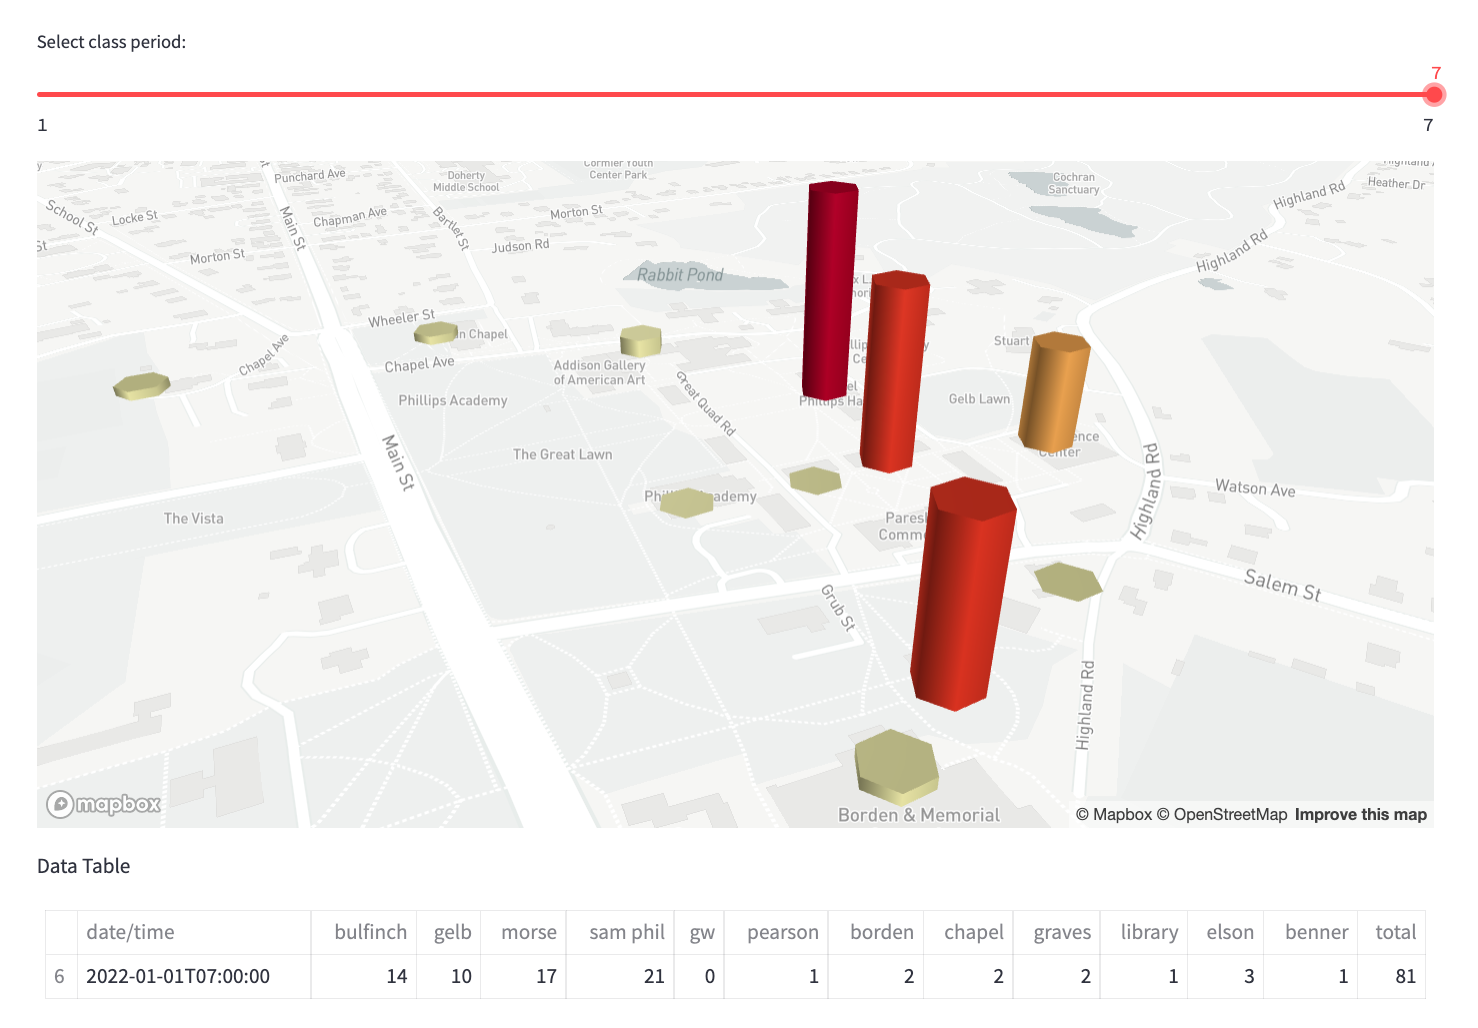 Select class period:
7
1
7
Cormier Youth
Center Park
Punchard Ave
Doherty
Middle School
Cochran
Sanctuary
Highland Rd
Heather Dr
School St
Locke St
Main St
Chapman Ave
Bartlet St
Morton St
Judson Rd
Morton St
Highland Rd
Rabbit Pond
Wheeler St
Chapel
Chapel Ave
Chapel Ave
Stuart
Addison Gallery
of American Art
Great Quad Rd
Phillips Academy
Phillips Ha
Gelb Lawn
Center
Main St
The Great Lawn
Highland Rd
Watson Ave
The Vista
Paresk
Comm
Salem St
Grub St
Highland Rd
mapbox
Borden & Memorial
© Mapbox © OpenStreetMap Improve this map
Data Table
date/time bulfinch gelb morse sam phil gw pearson borden chapel graves library elson benner total
6 2022-01-01T07:00:00 14 10 17 21 0 1 2 2 2 1 3 1 81